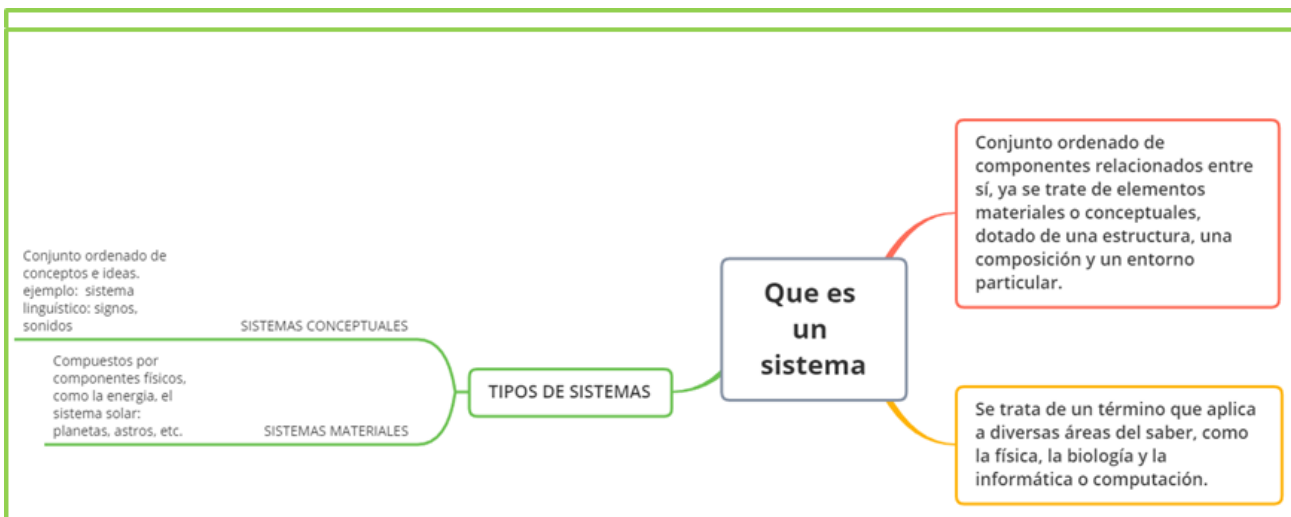 Que es
un
sistema
Conjunto ordenado de
componentes relacionados entre
sí, ya se trate de elementos
materiales o conceptuales,
dotado de una estructura, una
composición y un entorno
particular.
Se trata de un término que aplica
a diversas áreas del saber, como
la física, la biología y la
informática o computación.
TIPOS DE SISTEMAS
SISTEMAS CONCEPTUALES
Conjunto ordenado de
conceptos e ideas.
ejemplo: sistema
linguístico: signos,
sonidos
SISTEMAS MATERIALES
Compuestos por
componentes físicos,
como la energia, el
sistema solar:
planetas, astros, etc.